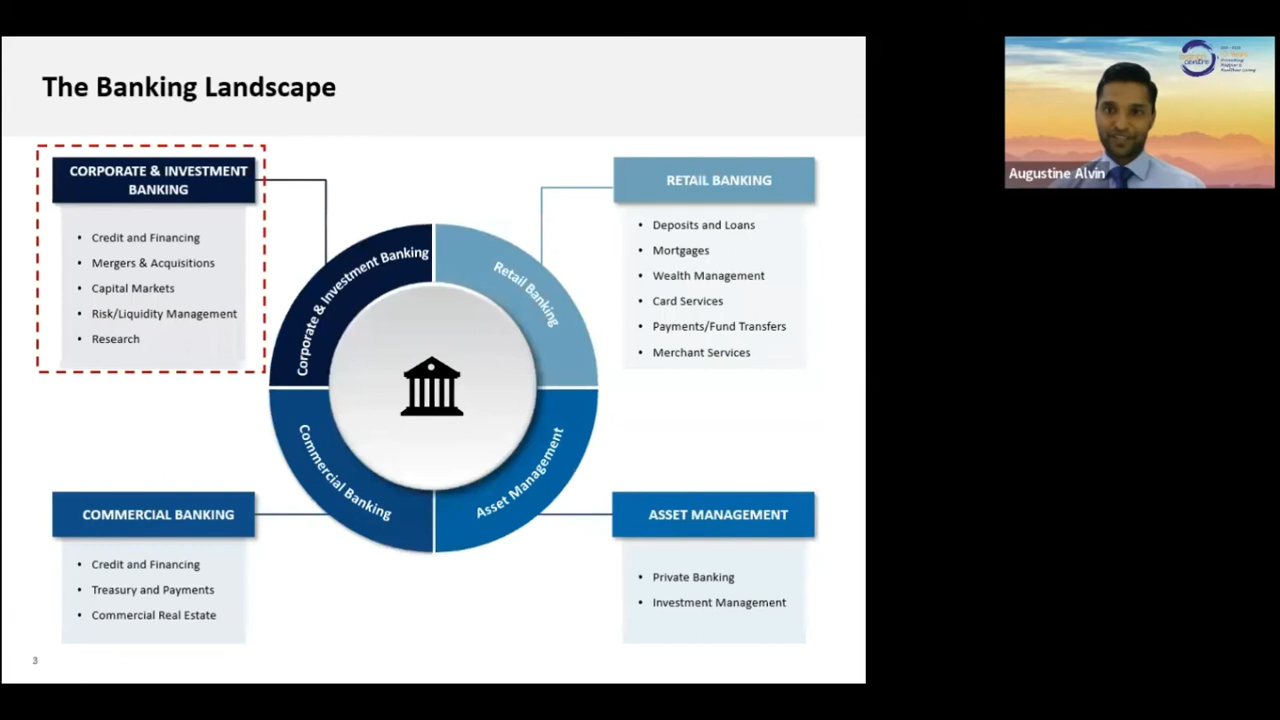 The Banking Landscape
CORPORATE & INVESTMENT
BANKING
• Credit and Financing
• Mergers & Acquisitions
• Capital Markets
• Risk/Liquidity Management
• Research
RETAIL BANKING
• Deposits and Loans
• Mortgages
• Wealth Management
• Card Services
• Payments/Fund Transfers
• Merchant Services
Corporate & Investment Banking
Retail Banking
Commercial Banking
Asset Management
COMMERCIAL BANKING
• Credit and Financing
• Treasury and Payments
• Commercial Real Estate
ASSET MANAGEMENT
• Private Banking
• Investment Management
3
centre
Augustine Alvin